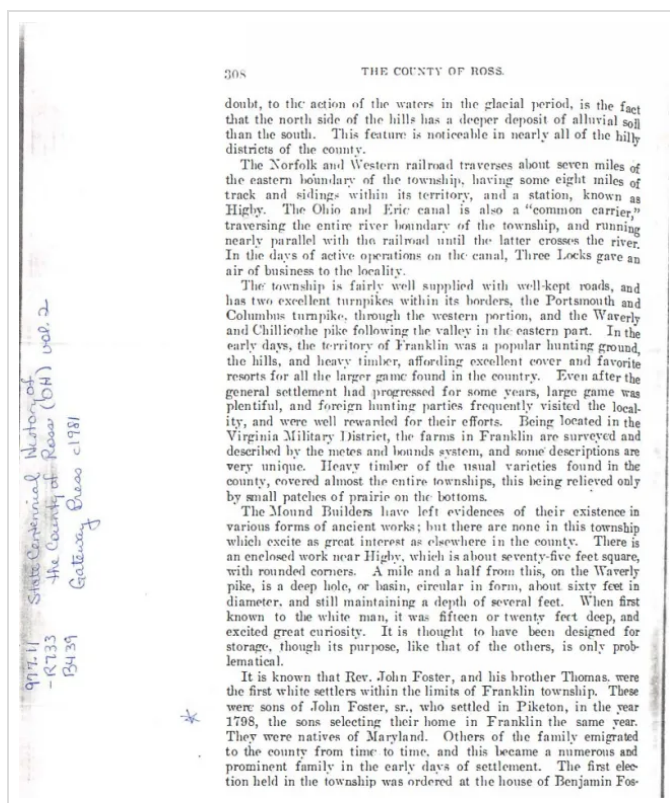 308 THE COUNTY OF ROSS.
doubt, to the action of the waters in the glacial period, is the fact
that the north side of the hills has a deeper deposit of alluvial soil
than the south. This feature is noticeable in nearly all of the hilly
districts of the county.
The Norfolk and Western railroad traverses about seven miles of
the eastern boundary of the township, having some eight miles of
track and sidings within its territory, and a station, known as
Higby. The Ohio and Erie canal is also a "common carrier,"
traversing the entire river boundary of the township, and running
nearly parallel with the railroad until the latter crosses the river.
In the days of active operations on the canal, Three Locks gave an
air of business to the locality.
The township is fairly well supplied with well-kept roads, and
has two excellent turnpikes within its borders, the Portsmouth and
Columbus turnpike, through the western portion, and the Waverly
and Chillicothe pike following the valley in the eastern part. In the
early days, the territory of Franklin was a popular hunting ground,
the hills, and heavy timber, affording excellent cover and favorite
resorts for all the larger game found in the country. Even after the
general settlement had progressed for some years, large game was
plentiful, and foreign hunting parties frequently visited the local-
ity, and were well rewarded for their efforts. Being located in the
Virginia Military District, the farms in Franklin are surveyed and
described by the metes and bounds system, and some descriptions are
very unique. Heavy timber of the usual varieties found in the
county, covered almost the entire townships, this being relieved only
by small patches of prairie on the bottoms.
The Mound Builders have left evidences of their existence in
various forms of ancient works; but there are none in this township
which excite as great interest as elsewhere in the county. There is
an enclosed work near Higby, which is about seventy-five feet square,
with rounded corners. A mile and a half from this, on the Waverly
pike, is a deep hole, or basin, circular in form, about sixty feet in
diameter, and still maintaining a depth of several feet. When first
known to the white man, it was fifteen or twenty feet deep, and
excited great curiosity. It is thought to have been designed for
storage, though its purpose, like that of the others, is only prob-
lematical.
It is known that Rev. John Foster, and his brother Thomas, were
the first white settlers within the limits of Franklin township. These
were sons of John Foster, sr., who settled in Piketon, in the year
1798, the sons selecting their home in Franklin the same year.
They were natives of Maryland. Others of the family emigrated
to the county from time to time, and this became a numerous and
prominent family in the early days of settlement. The first elec-
tion held in the township was ordered at the house of Benjamin Fos-
977.11 State Centennial History of
-R733 the County of Ross (OH) vol. 2
B439 Gateway Press c1981
*